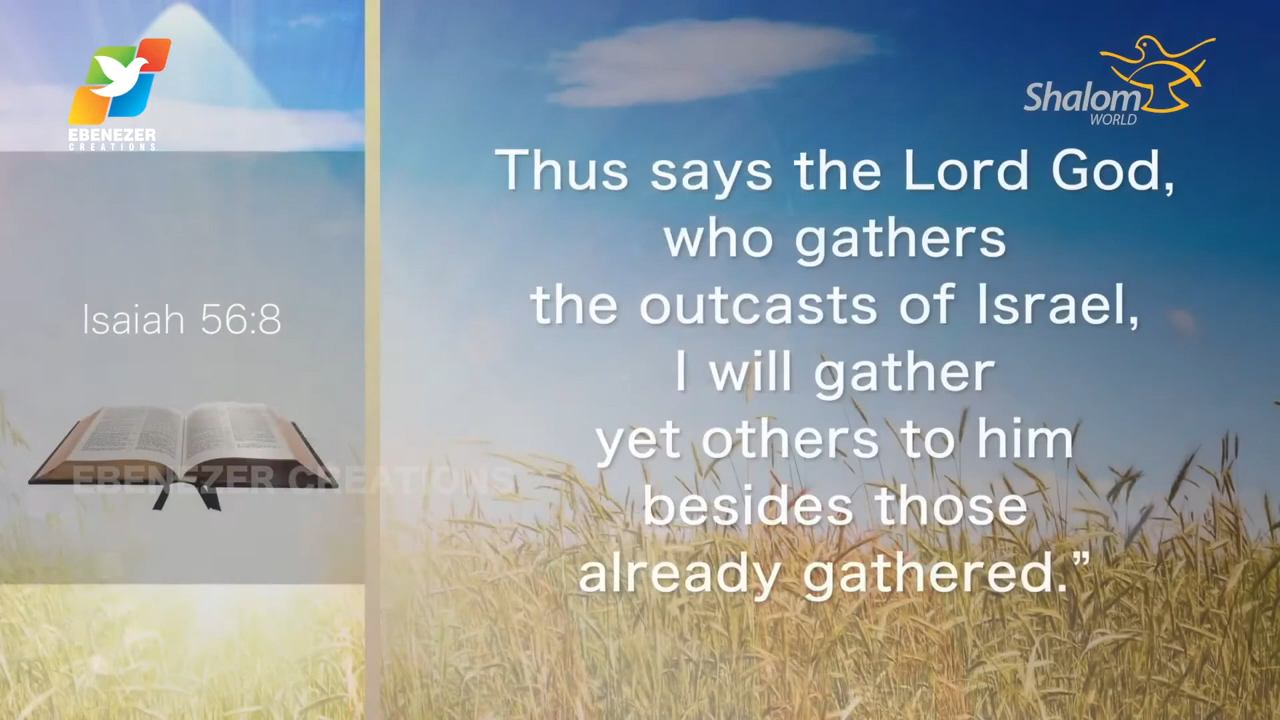 EBENEZER
CREATIONS
Shalom
WORLD
Isaiah 56:8
Thus says the Lord God,
who gathers
the outcasts of Israel,
I will gather
yet others to him
besides those
already gathered.”
EBENEZER CREATIONS